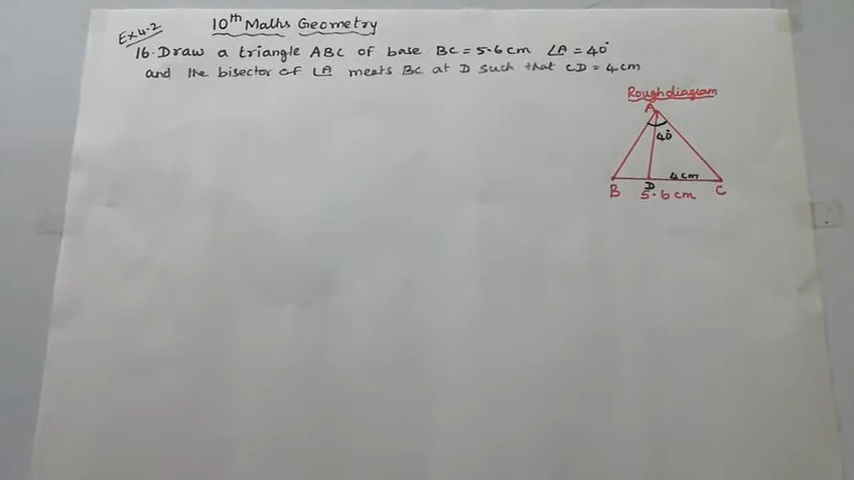 Ex 4.2
10th Maths Geometry
16. Draw a triangle ABC of base BC = 5.6 cm ∠A = 40°
and the bisector of ∠A meets BC at D such that CD = 4 cm
Rough diagram
A
40°
4 cm
B D C
5.6 cm